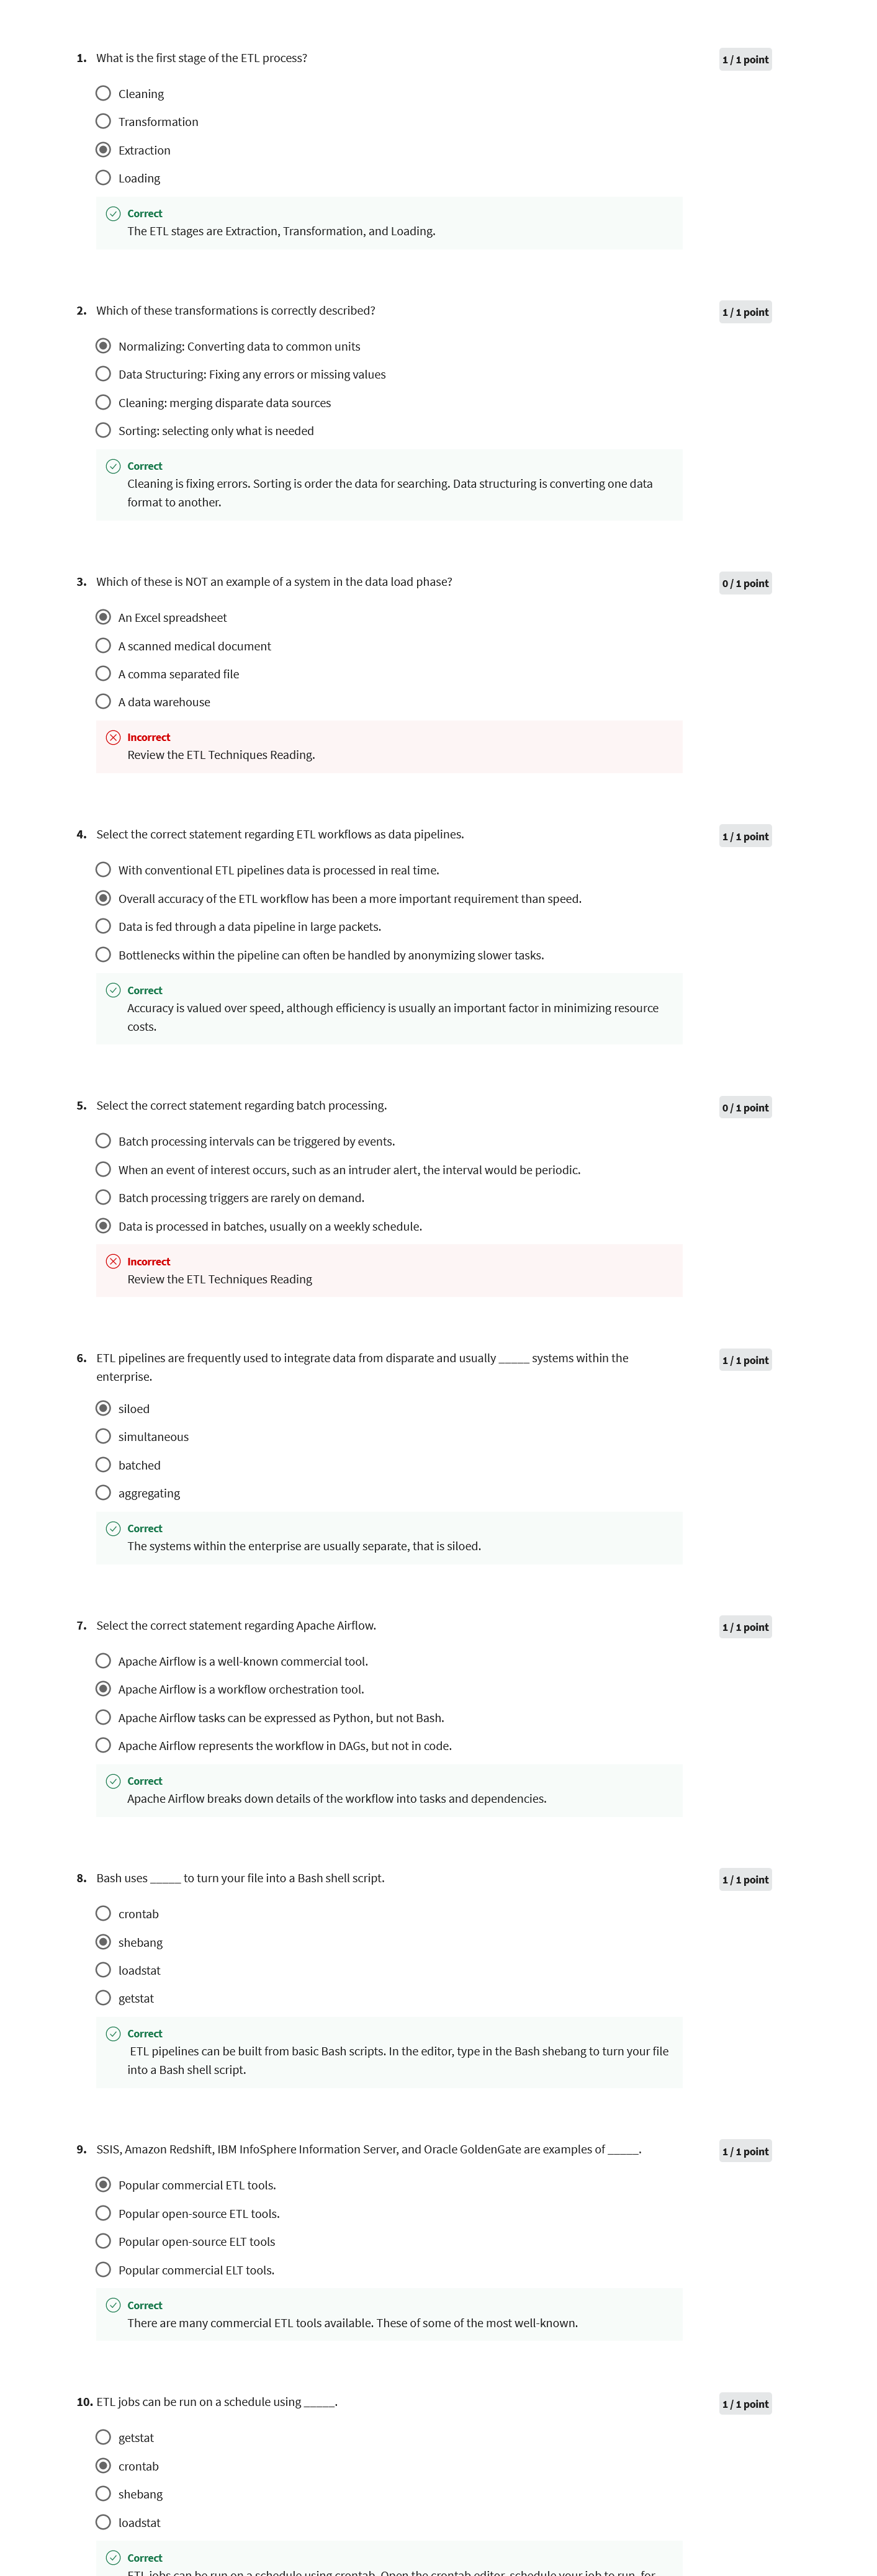 1. What is the first stage of the ETL process?
1 / 1 point
Cleaning
Transformation
Extraction
Loading
Correct
The ETL stages are Extraction, Transformation, and Loading.
2. Which of these transformations is correctly described?
1 / 1 point
Normalizing: Converting data to common units
Data Structuring: Fixing any errors or missing values
Cleaning: merging disparate data sources
Sorting: selecting only what is needed
Correct
Cleaning is fixing errors. Sorting is order the data for searching. Data structuring is converting one data
format to another.
3. Which of these is NOT an example of a system in the data load phase?
0 / 1 point
An Excel spreadsheet
A scanned medical document
A comma separated file
A data warehouse
Incorrect
Review the ETL Techniques Reading.
4. Select the correct statement regarding ETL workflows as data pipelines.
1 / 1 point
With conventional ETL pipelines data is processed in real time.
Overall accuracy of the ETL workflow has been a more important requirement than speed.
Data is fed through a data pipeline in large packets.
Bottlenecks within the pipeline can often be handled by anonymizing slower tasks.
Correct
Accuracy is valued over speed, although efficiency is usually an important factor in minimizing resource
costs.
5. Select the correct statement regarding batch processing.
0 / 1 point
Batch processing intervals can be triggered by events.
When an event of interest occurs, such as an intruder alert, the interval would be periodic.
Batch processing triggers are rarely on demand.
Data is processed in batches, usually on a weekly schedule.
Incorrect
Review the ETL Techniques Reading
6. ETL pipelines are frequently used to integrate data from disparate and usually _____ systems within the
enterprise.
1 / 1 point
siloed
simultaneous
batched
aggregating
Correct
The systems within the enterprise are usually separate, that is siloed.
7. Select the correct statement regarding Apache Airflow.
1 / 1 point
Apache Airflow is a well-known commercial tool.
Apache Airflow is a workflow orchestration tool.
Apache Airflow tasks can be expressed as Python, but not Bash.
Apache Airflow represents the workflow in DAGs, but not in code.
Correct
Apache Airflow breaks down details of the workflow into tasks and dependencies.
8. Bash uses _____ to turn your file into a Bash shell script.
1 / 1 point
crontab
shebang
loadstat
getstat
Correct
ETL pipelines can be built from basic Bash scripts. In the editor, type in the Bash shebang to turn your file
into a Bash shell script.
9. SSIS, Amazon Redshift, IBM InfoSphere Information Server, and Oracle GoldenGate are examples of _____.
1 / 1 point
Popular commercial ETL tools.
Popular open-source ETL tools.
Popular open-source ELT tools
Popular commercial ELT tools.
Correct
There are many commercial ETL tools available. These of some of the most well-known.
10. ETL jobs can be run on a schedule using _____.
1 / 1 point
getstat
crontab
shebang
loadstat
Correct
ETL jobs can be run on a schedule using crontab. Open the crontab editor, schedule your job to run, for